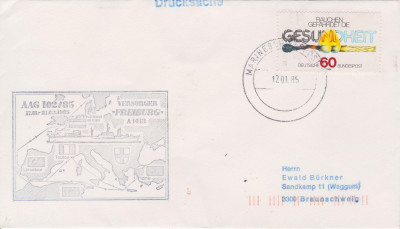 Drucksache
RAUCHEN
GEFÄHRDET DIE
GESUNDHEIT
DEUTSCHE
60
BUNDESPOST
12.01.85
AAG 102/85
VERSORGER
"FREIBURG"
A 1413
Herrn
Ewald Bürkner
Bendkamp 11 (Waggum)
3000 Braunschweig